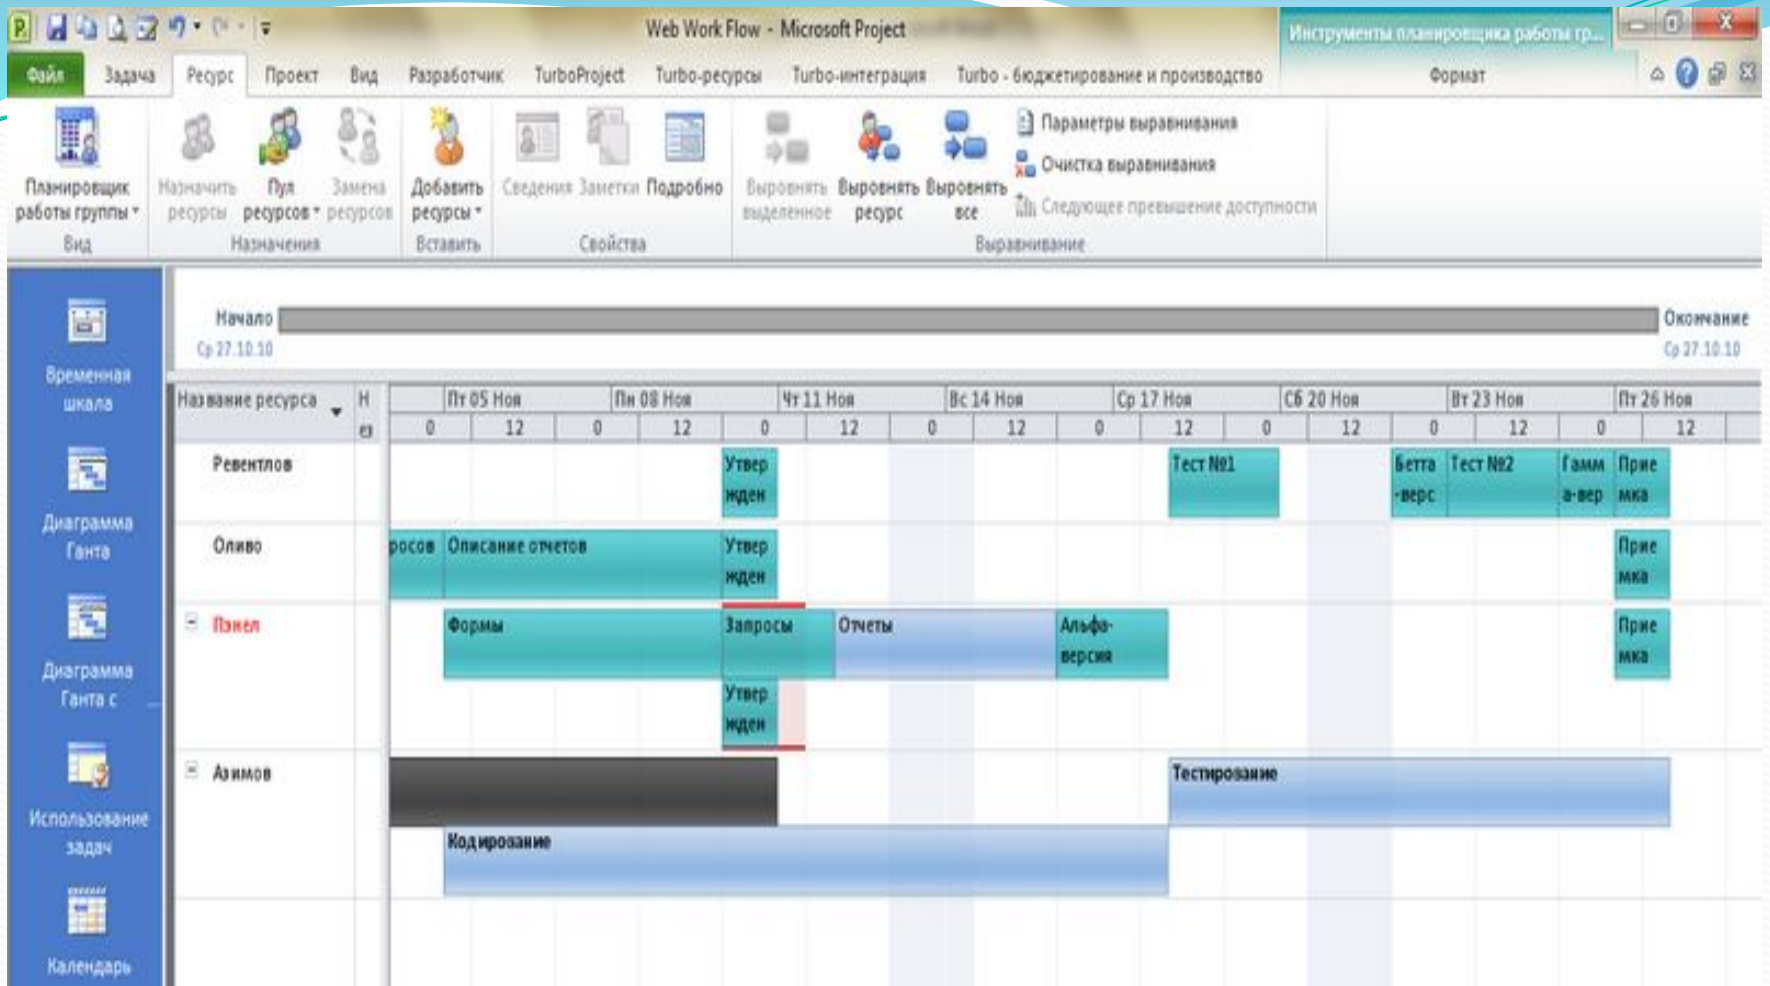 Web Work Flow - Microsoft Project
Инструменты планировщика работы гр...
Файл Задача Ресурс Проект Вид Разработчик TurboProject Turbo-ресурсы Turbo-интеграция Turbo - бюджетирование и производство Формат
Планировщик работы группы
Назначить ресурсы
Пул ресурсов
Замена ресурсов
Добавить ресурсы
Сведения Заметки Подробно
Выровнять выделенное
Выровнять ресурс
Выровнять все
Параметры выравнивания
Очистка выравнивания
Следующее превышение доступности
Вид Назначения Вставить Свойства Выравнивание
Временная
шкала
Диаграмма
Ганта
Диаграмма
Ганта с ...
Использование
задач
Календарь
Начало
Ср 27.10.10
Окончание
Ср 27.10.10
Название ресурса Н
Пт 05 Ноя Пн 08 Ноя Чт 11 Ноя Вс 14 Ноя Ср 17 Ноя Сб 20 Ноя Вт 23 Ноя Пт 26 Ноя
0 12 0 12 0 12 0 12 0 12 0 12 0 12 0 12
Ревентлов
Утвер
жден
Тест №1
Бетта
-верс
Тест №2
Гамм
а-вер
Прие
мка
Оливо
росов
Описание отчетов
Утвер
жден
Прие
мка
Пэнел
Формы
Запросы
Отчеты
Альфа-
версия
Прие
мка
Утвер
жден
Азимов
Тестирование
Кодирование